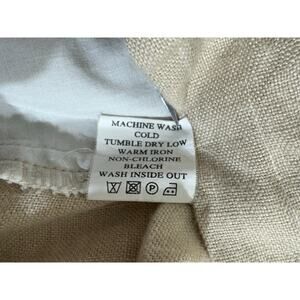 MACHINE WASH
COLD
TUMBLE DRY LOW
WARM IRON
NON-CHLORINE
BLEACH
WASH INSIDE OUT
P